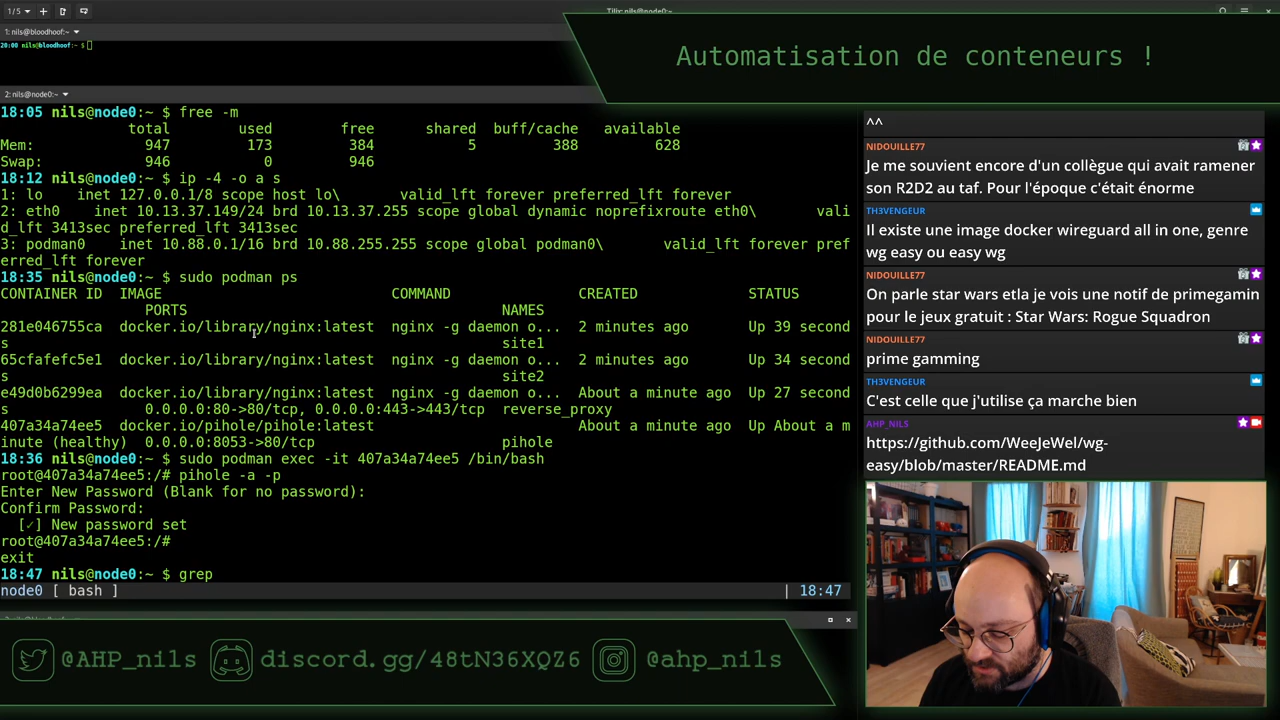 1 / 5
Tilix: nils@node0:~
1: nils@bloodhoof:~
20:00 nils@bloodhoof:~ $
Automatisation de conteneurs !
2: nils@node0:~
18:05 nils@node0:~ $ free -m
total used free shared buff/cache available
Mem: 947 173 384 5 388 628
Swap: 946 0 946
18:12 nils@node0:~ $ ip -4 -o a s
1: lo inet 127.0.0.1/8 scope host lo\ valid_lft forever preferred_lft forever
2: eth0 inet 10.13.37.149/24 brd 10.13.37.255 scope global dynamic noprefixroute eth0\ vali
d_lft 3413sec preferred_lft 3413sec
3: podman0 inet 10.88.0.1/16 brd 10.88.255.255 scope global podman0\ valid_lft forever pref
erred_lft forever
18:35 nils@node0:~ $ sudo podman ps
CONTAINER ID IMAGE COMMAND CREATED STATUS
PORTS NAMES
281e046755ca docker.io/library/nginx:latest nginx -g daemon o... 2 minutes ago Up 39 second
s site1
65cfafefc5e1 docker.io/library/nginx:latest nginx -g daemon o... 2 minutes ago Up 34 second
s site2
e49d0b6299ea docker.io/library/nginx:latest nginx -g daemon o... About a minute ago Up 27 second
s 0.0.0.0:80->80/tcp, 0.0.0.0:443->443/tcp reverse_proxy
407a34a74ee5 docker.io/pihole/pihole:latest About a minute ago Up About a m
inute (healthy) 0.0.0.0:8053->80/tcp pihole
18:36 nils@node0:~ $ sudo podman exec -it 407a34a74ee5 /bin/bash
root@407a34a74ee5:/# pihole -a -p
Enter New Password (Blank for no password):
Confirm Password:
[✓] New password set
root@407a34a74ee5:/#
exit
18:47 nils@node0:~ $ grep
node0 [ bash ] | 18:47
^^
NIDOUILLE77
Je me souvient encore d'un collègue qui avait ramener
son R2D2 au taf. Pour l'époque c'était énorme
TH3VENGEUR
Il existe une image docker wireguard all in one, genre
wg easy ou easy wg
NIDOUILLE77
On parle star wars etla je vois une notif de primegamin
pour le jeux gratuit : Star Wars: Rogue Squadron
NIDOUILLE77
prime gamming
TH3VENGEUR
C'est celle que j'utilise ça marche bien
AHP_NILS
https://github.com/WeeJeWel/wg-
easy/blob/master/README.md
@AHP_nils discord.gg/48tN36XQZ6 @ahp_nils